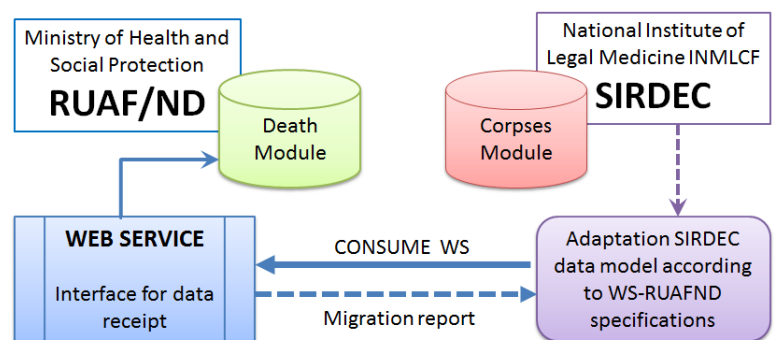 Ministry of Health and
Social Protection
RUAF/ND
Death
Module
National Institute of
Legal Medicine INMLCF
SIRDEC
Corpses
Module
WEB SERVICE
Interface for data
receipt
CONSUME WS
Migration report
Adaptation SIRDEC
data model according
to WS-RUAFND
specifications